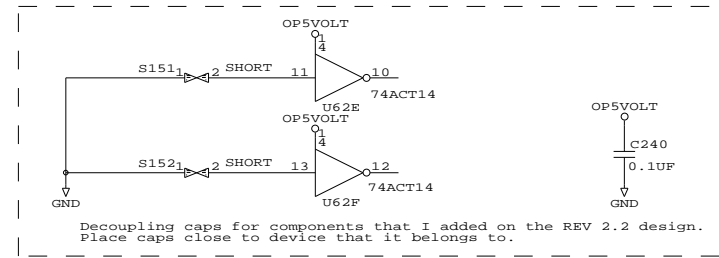 OP5VOLT
1
4
S151 1 2 SHORT 11 10
74ACT14
U62E
OP5VOLT
1
4
S152 1 2 SHORT 13 12
74ACT14
U62F
GND
OP5VOLT
C240
0.1UF
GND
Decoupling caps for components that I added on the REV 2.2 design.
Place caps close to device that it belongs to.